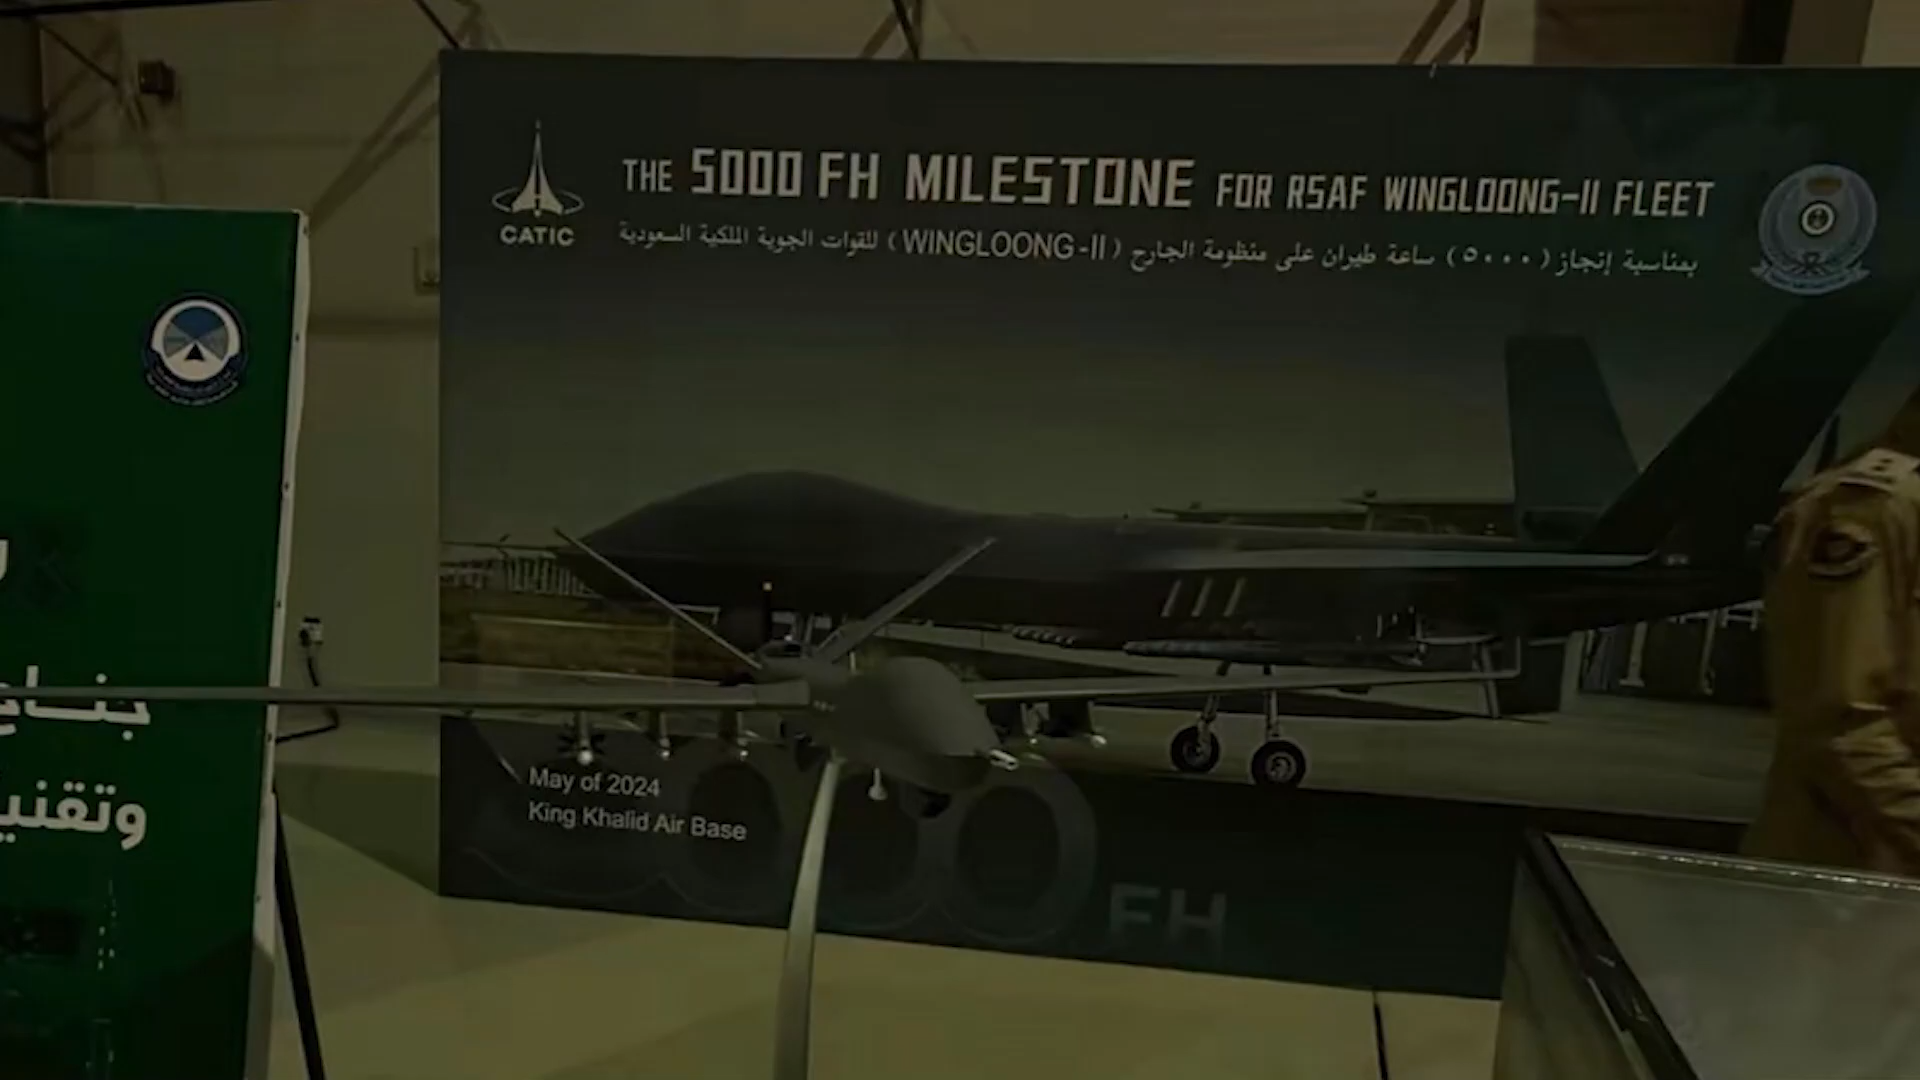 THE 5000 FH MILESTONE FOR RSAF WINGLOONG-II FLEET
بمناسبة إنجاز (٥٠٠٠) ساعة طيران على منظومة الجارح (WINGLOONG-II) للقوات الجوية الملكية السعودية
CATIC
May of 2024
King Khalid Air Base
FH
وتقني